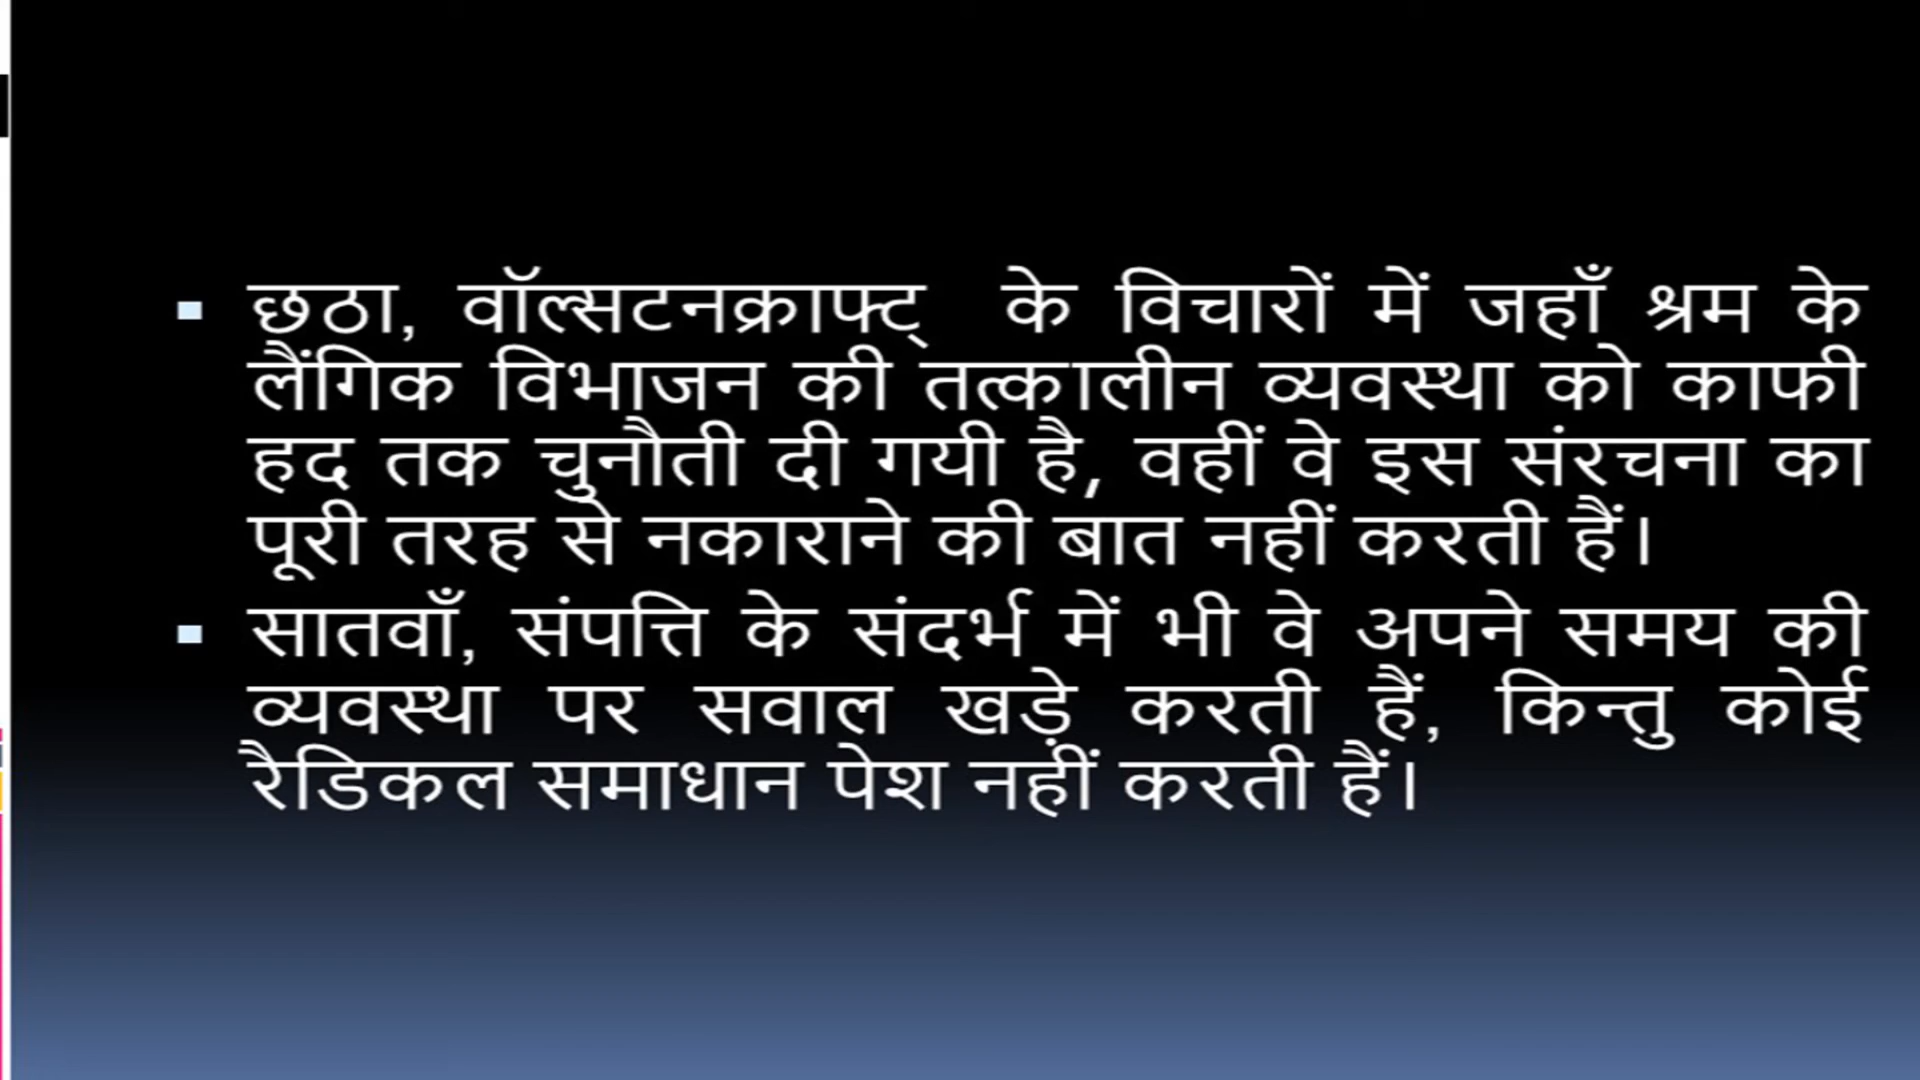 छठा, वॉल्सटनक्राफ्ट् के विचारों में जहाँ श्रम के
लैंगिक विभाजन की तत्कालीन व्यवस्था को काफी
हद तक चुनौती दी गयी है, वहीं वे इस संरचना का
पूरी तरह से नकाराने की बात नहीं करती हैं।
सातवाँ, संपत्ति के संदर्भ में भी वे अपने समय की
व्यवस्था पर सवाल खड़े करती हैं, किन्तु कोई
रैडिकल समाधान पेश नहीं करती हैं।